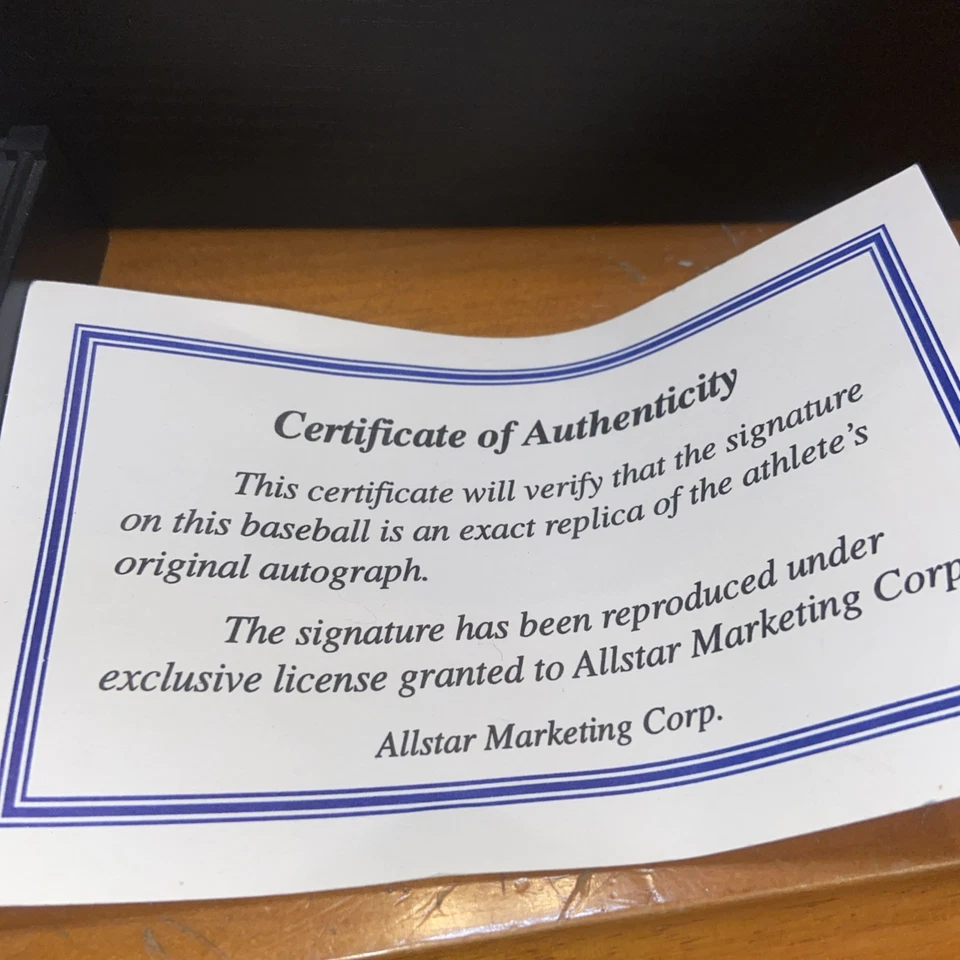 Certificate of Authenticity
This certificate will verify that the signature
on this baseball is an exact replica of the athlete's
original autograph.
The signature has been reproduced under
exclusive license granted to Allstar Marketing Corp
Allstar Marketing Corp.